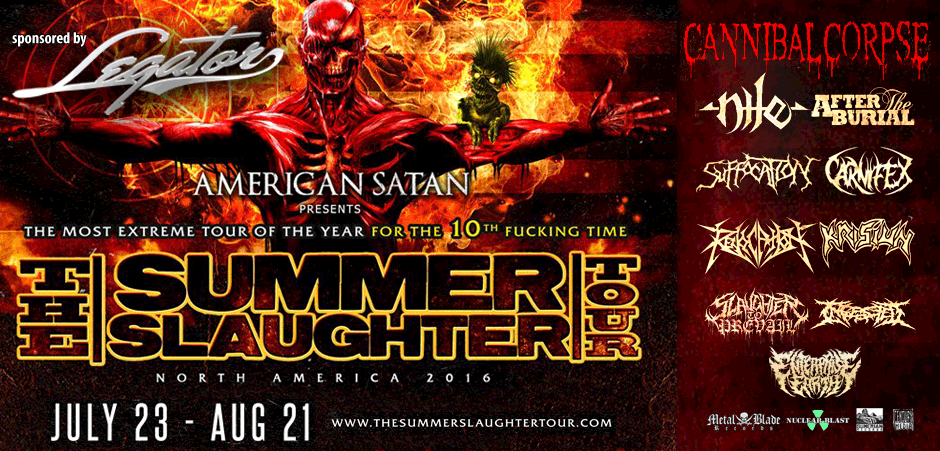 sponsored by
Legator
AMERICAN SATAN
PRESENTS
THE MOST EXTREME TOUR OF THE YEAR FOR THE 10TH FUCKING TIME
THE SUMMER SLAUGHTER TOUR
NORTH AMERICA 2016
JULY 23 - AUG 21
WWW.THESUMMERSLAUGHTERTOUR.COM
CANNIBAL CORPSE
NILE
AFTER THE BURIAL
SUFFOCATION
CARNIFEX
REVOCATION
KRISIUN
SLAUGHTER TO PREVAIL
INGESTED
ENTERPRISE EARTH
Metal Blade
Records
NUCLEAR BLAST